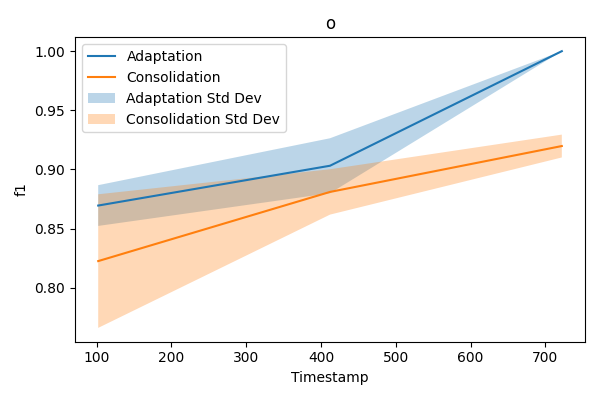 o
Adaptation
Consolidation
Adaptation Std Dev
Consolidation Std Dev
1.00
0.95
0.90
0.85
0.80
f1
100 200 300 400 500 600 700
Timestamp